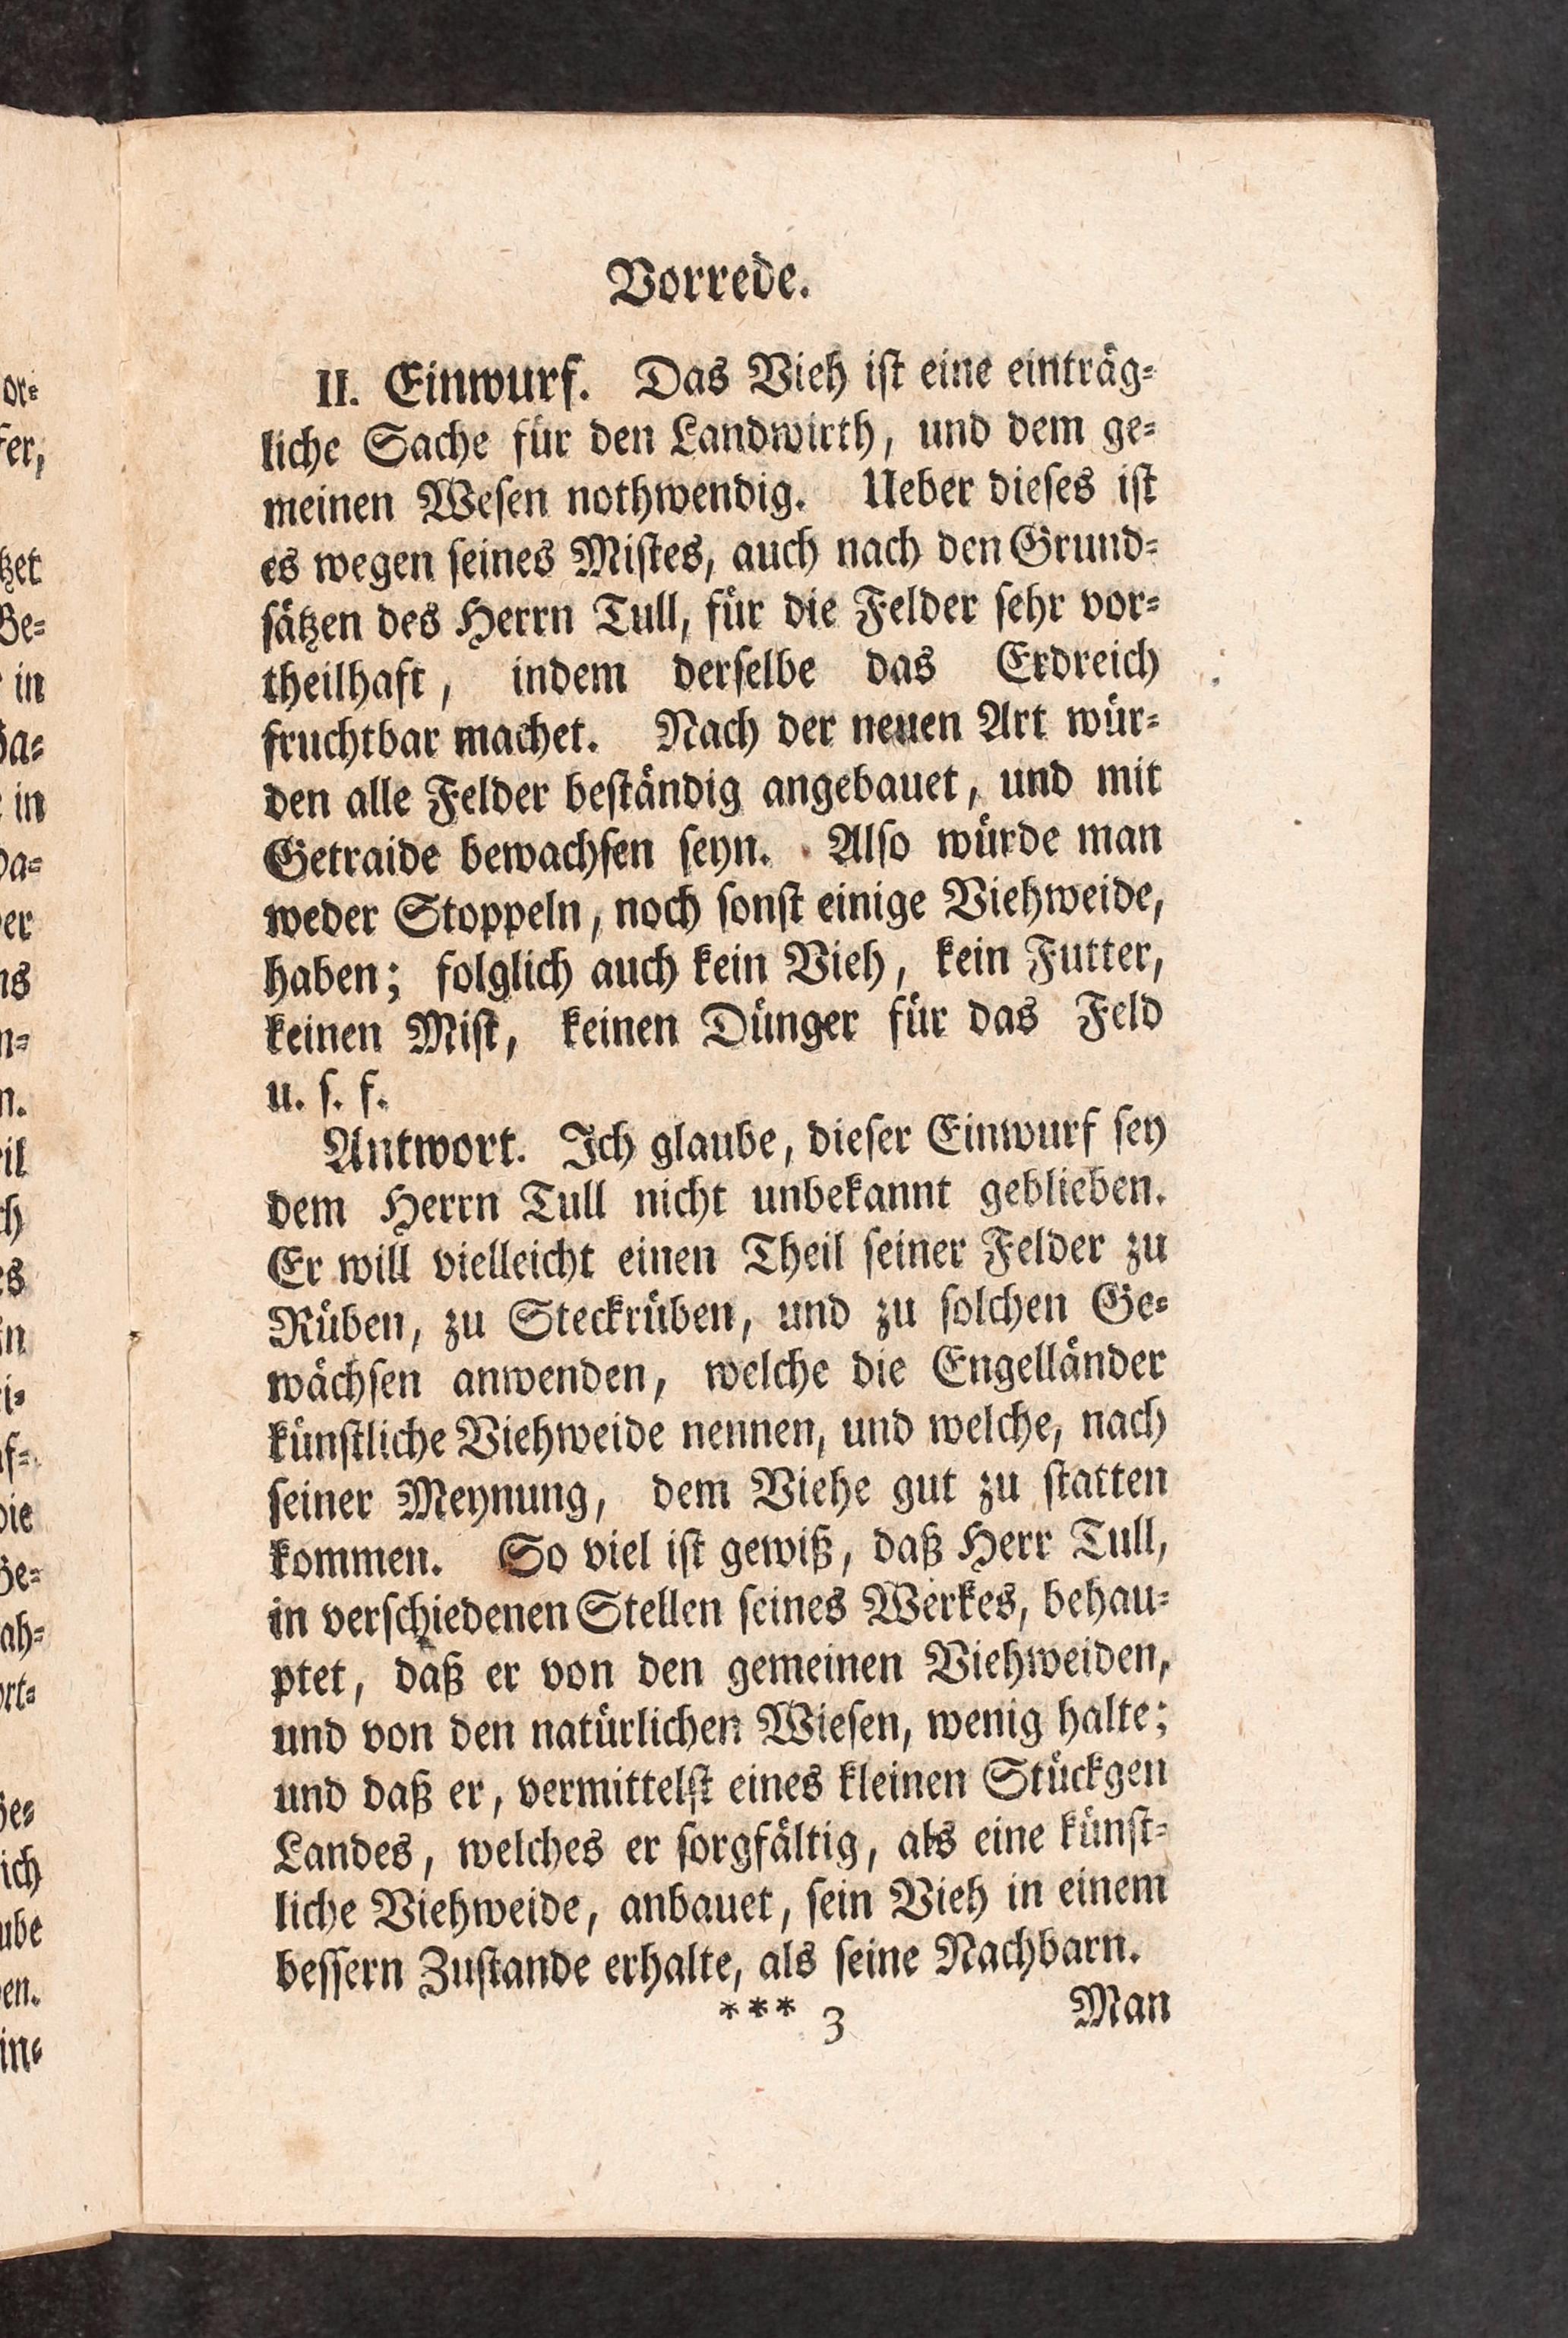 Vorrede.
II. Einwurf. Das Vieh iſt eine einträg⸗
liche Sache für den Landwirth, und dem ge⸗
meinen Weſen nothwendig. Ueber dieſes iſt
es wegen ſeines Miſtes, auch nach den Grund⸗
ſätzen des Herrn Tull, für die Felder ſehr vor⸗
theilhaft, indem derſelbe das Erdreich
fruchtbar machet. Nach der neuen Art wür⸗
den alle Felder beſtändig angebauet, und mit
Getraide bewachſen ſeyn. Alſo würde man
weder Stoppeln, noch ſonſt einige Viehweide,
haben; folglich auch kein Vieh, kein Futter,
keinen Miſt, keinen Dünger für das Feld
u. ſ. f.
Antwort. Ich glaube, dieſer Einwurf ſey
dem Herrn Tull nicht unbekannt geblieben.
Er will vielleicht einen Theil ſeiner Felder zu
Rüben, zu Steckrüben, und zu ſolchen Ge⸗
wächſen anwenden, welche die Engelländer
künſtliche Viehweide nennen, und welche, nach
ſeiner Meynung, dem Viehe gut zu ſtatten
kommen. So viel iſt gewiß, daß Herr Tull,
in verſchiedenen Stellen ſeines Werkes, behau⸗
ptet, daß er von den gemeinen Viehweiden,
und von den natürlichen Wieſen, wenig halte;
und daß er, vermittelſt eines kleinen Stückgen
Landes, welches er ſorgfältig, als eine künſt⸗
liche Viehweide, anbauet, ſein Vieh in einem
beſſern Zuſtande erhalte, als ſeine Nachbarn.
*** 3 Man